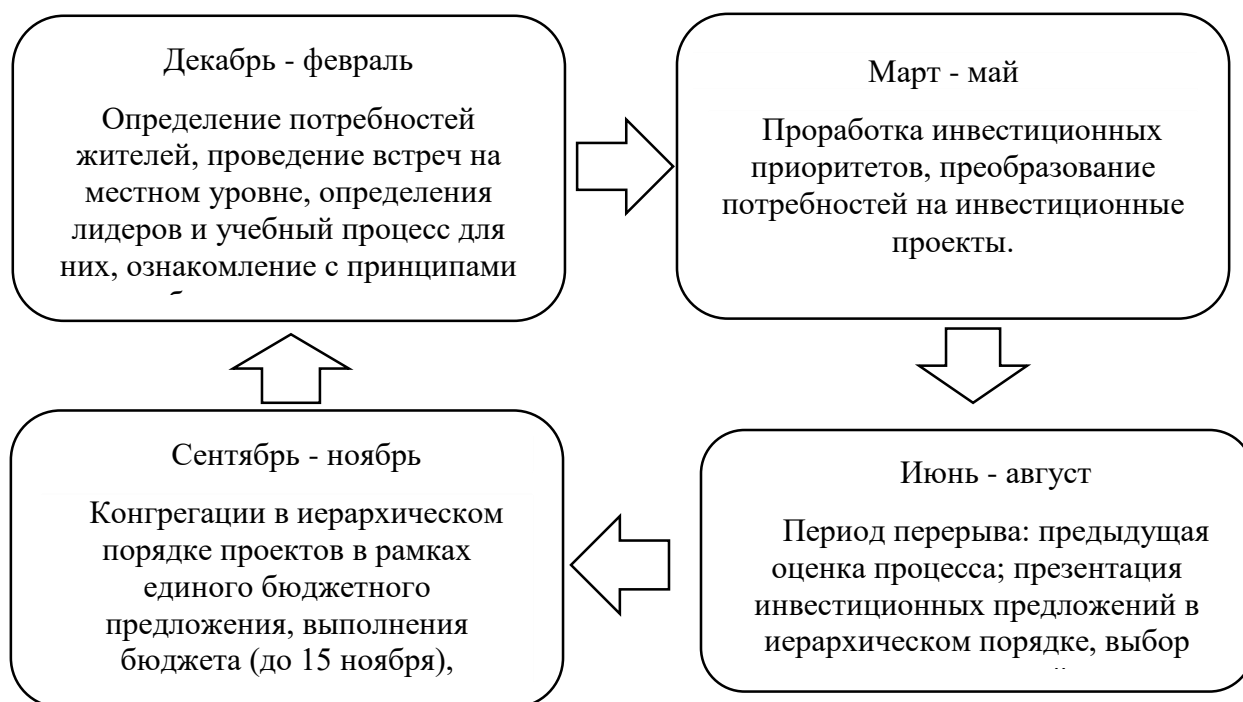 Декабрь - февраль
Определение потребностей
жителей, проведение встреч на
местном уровне, определения
лидеров и учебный процесс для
них, ознакомление с принципами
Март - май
Проработка инвестиционных
приоритетов, преобразование
потребностей на инвестиционные
проекты.
Июнь - август
Период перерыва: предыдущая
оценка процесса; презентация
инвестиционных предложений в
иерархическом порядке, выбор
Сентябрь - ноябрь
Конгрегации в иерархическом
порядке проектов в рамках
единого бюджетного
предложения, выполнения
бюджета (до 15 ноября),